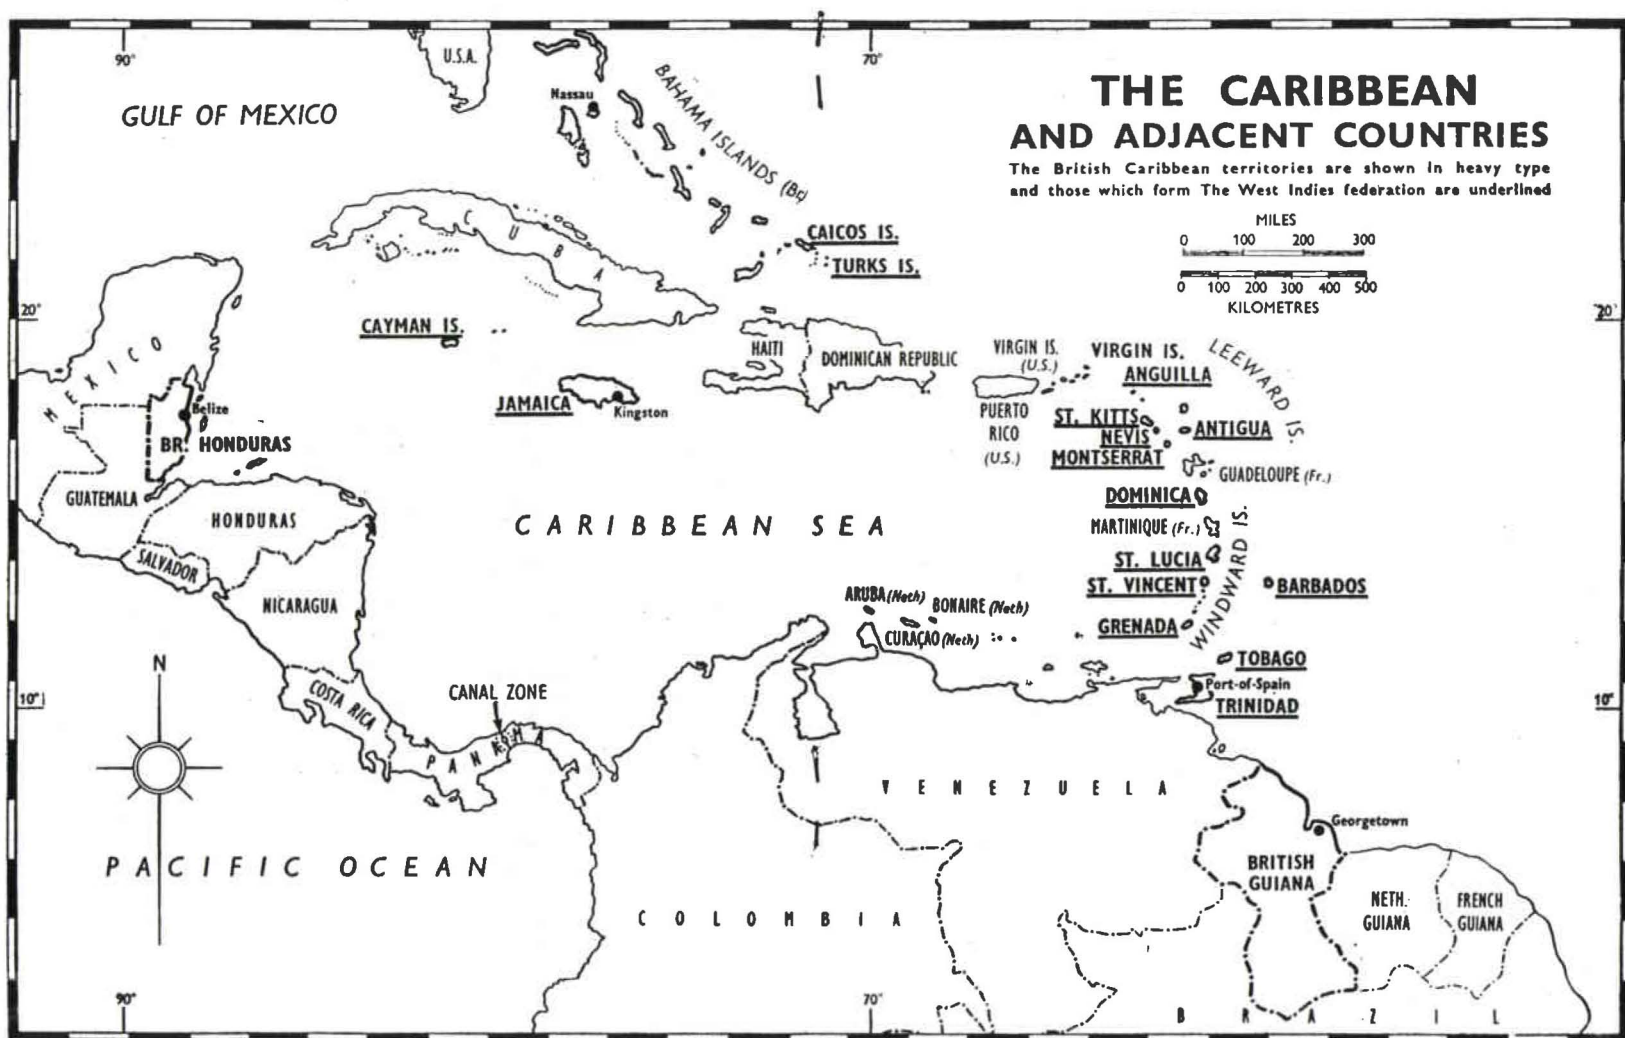 90°
70°
U.S.A.
GULF OF MEXICO
Nassau
BAHAMA ISLANDS (Br)
THE CARIBBEAN
AND ADJACENT COUNTRIES
The British Caribbean territories are shown in heavy type
and those which form The West Indies federation are underlined
MILES
0 100 200 300
0 100 200 300 400 500
KILOMETRES
CUBA
CAICOS IS.
TURKS IS.
20°
20°
CAYMAN IS.
HAITI
DOMINICAN REPUBLIC
VIRGIN IS.
(U.S.)
VIRGIN IS.
ANGUILLA
LEEWARD IS.
MEXICO
Belize
BR. HONDURAS
JAMAICA
Kingston
PUERTO
RICO
(U.S.)
ST. KITTS
NEVIS
MONTSERRAT
ANTIGUA
GUADELOUPE (Fr.)
GUATEMALA
HONDURAS
CARIBBEAN SEA
DOMINICA
MARTINIQUE (Fr.)
WINDWARD IS.
SALVADOR
NICARAGUA
ST. LUCIA
ST. VINCENT
BARBADOS
ARUBA (Neth)
BONAIRE (Neth)
CURAÇAO (Neth)
GRENADA
TOBAGO
Port-of-Spain
TRINIDAD
N
COSTA RICA
CANAL ZONE
PANAMA
10°
10°
VENEZUELA
Georgetown
PACIFIC OCEAN
BRITISH
GUIANA
COLOMBIA
NETH.
GUIANA
FRENCH
GUIANA
90°
70°
BRAZIL